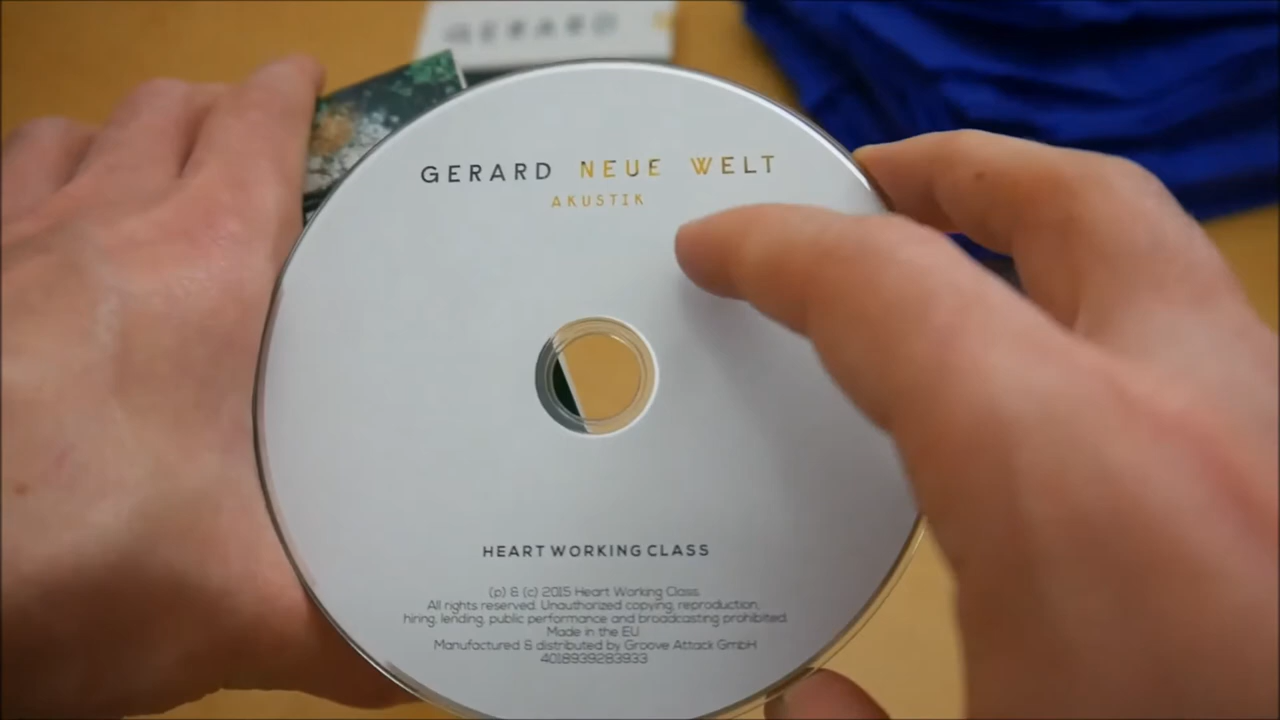 GERARD
GERARD NEUE WELT
AKUSTIK
HEART WORKING CLASS
(p) & (c) 2015 Heart Working Class.
All rights reserved. Unauthorized copying, reproduction,
hiring, lending, public performance and broadcasting prohibited.
Made in the EU
Manufactured & distributed by Groove Attack GmbH
4018939283933